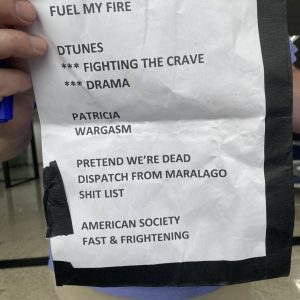 FUEL MY FIRE
DTUNES
*** FIGHTING THE CRAVE
*** DRAMA
PATRICIA
WARGASM
PRETEND WE'RE DEAD
DISPATCH FROM MARALAGO
SHIT LIST
AMERICAN SOCIETY
FAST & FRIGHTENING